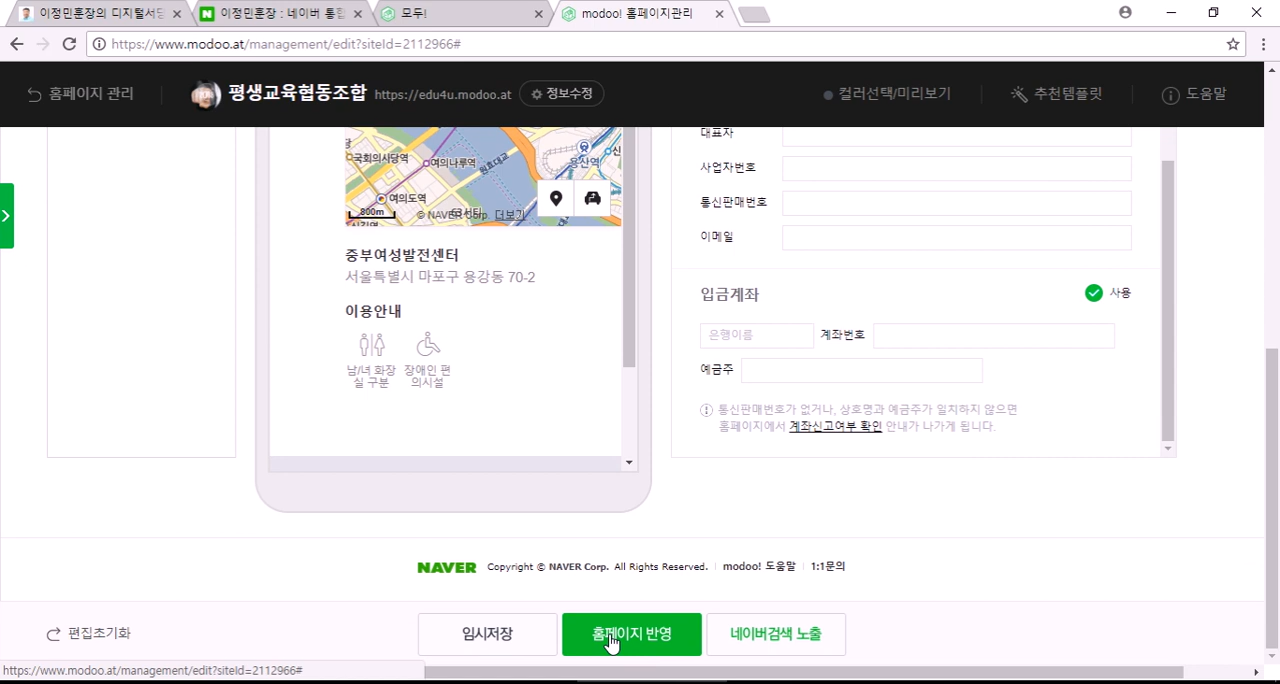 이정민훈장의 디지털서당
이정민훈장 : 네이버 통합
모두!
modoo! 홈페이지관리
https://www.modoo.at/management/edit?siteId=2112966#
홈페이지 관리
평생교육협동조합 https://edu4u.modoo.at 정보수정
컬러선택/미리보기
추천템플릿
도움말
국회의사당역
여의나루역
원효대교
용산역
여의도역
800m
© NAVER Corp. 더보기
중부여성발전센터
서울특별시 마포구 용강동 70-2
이용안내
남/녀 화장실 구분
장애인 편의시설
대표자
사업자번호
통신판매번호
이메일
입금계좌 사용
은행이름 계좌번호
예금주
통신판매번호가 없거나, 상호명과 예금주가 일치하지 않으면
홈페이지에서 계좌신고여부 확인 안내가 나가게 됩니다.
NAVER Copyright © NAVER Corp. All Rights Reserved. modoo! 도움말 1:1문의
편집초기화
임시저장
홈페이지 반영
네이버검색 노출
https://www.modoo.at/management/edit?siteId=2112966#